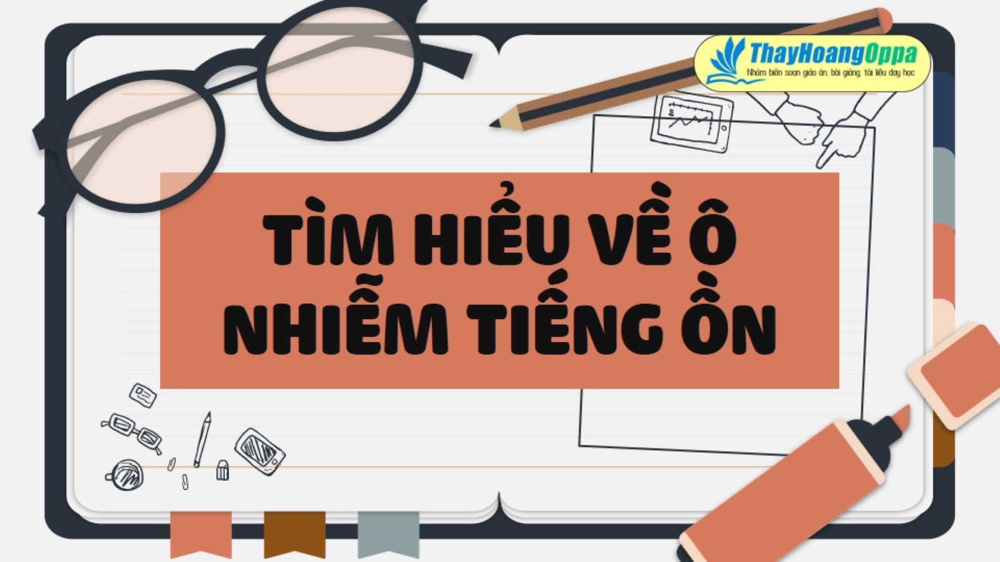 ThayHoangOppa
Nhóm biên soạn giáo án, bài giảng, tài liệu dạy học
TÌM HIỂU VỀ Ô
NHIỄM TIẾNG ỒN